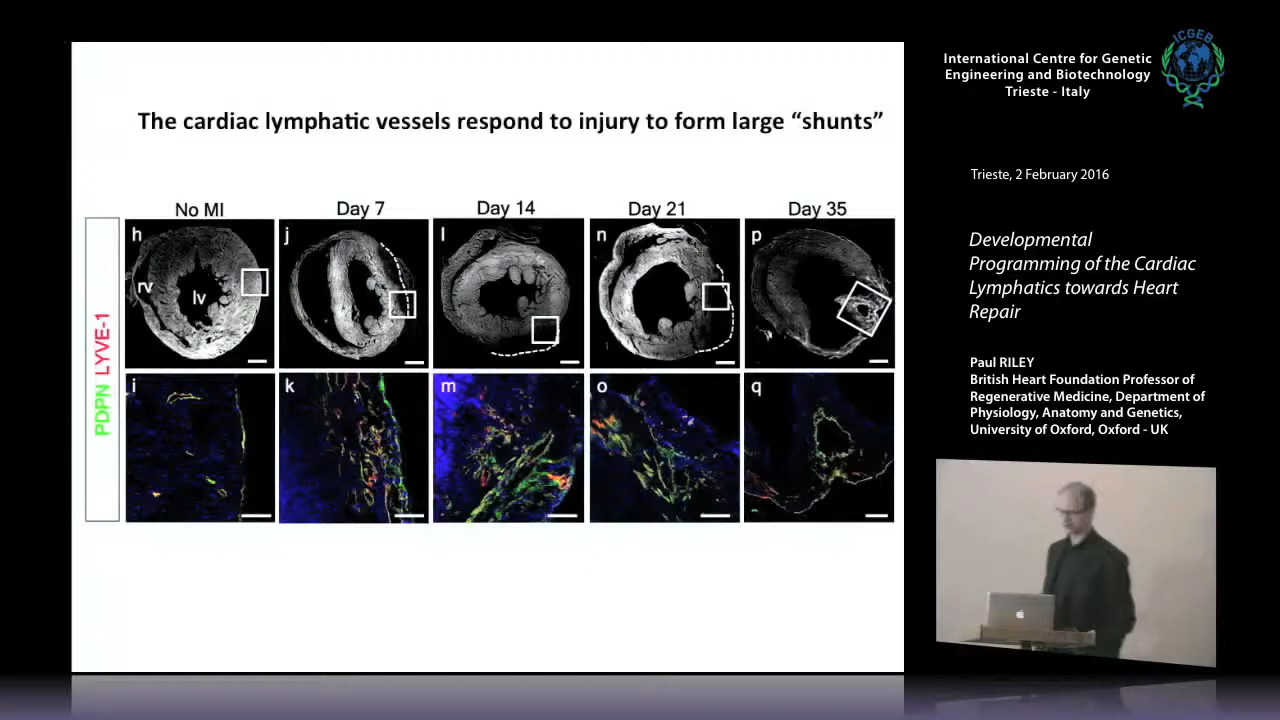 The cardiac lymphatic vessels respond to injury to form large “shunts”
No MI
Day 7
Day 14
Day 21
Day 35
PDPN LYVE-1
h
rv
lv
j
l
n
p
i
k
m
o
q
ICGEB
International Centre for Genetic
Engineering and Biotechnology
Trieste - Italy
Trieste, 2 February 2016
Developmental
Programming of the Cardiac
Lymphatics towards Heart
Repair
Paul RILEY
British Heart Foundation Professor of
Regenerative Medicine, Department of
Physiology, Anatomy and Genetics,
University of Oxford, Oxford - UK